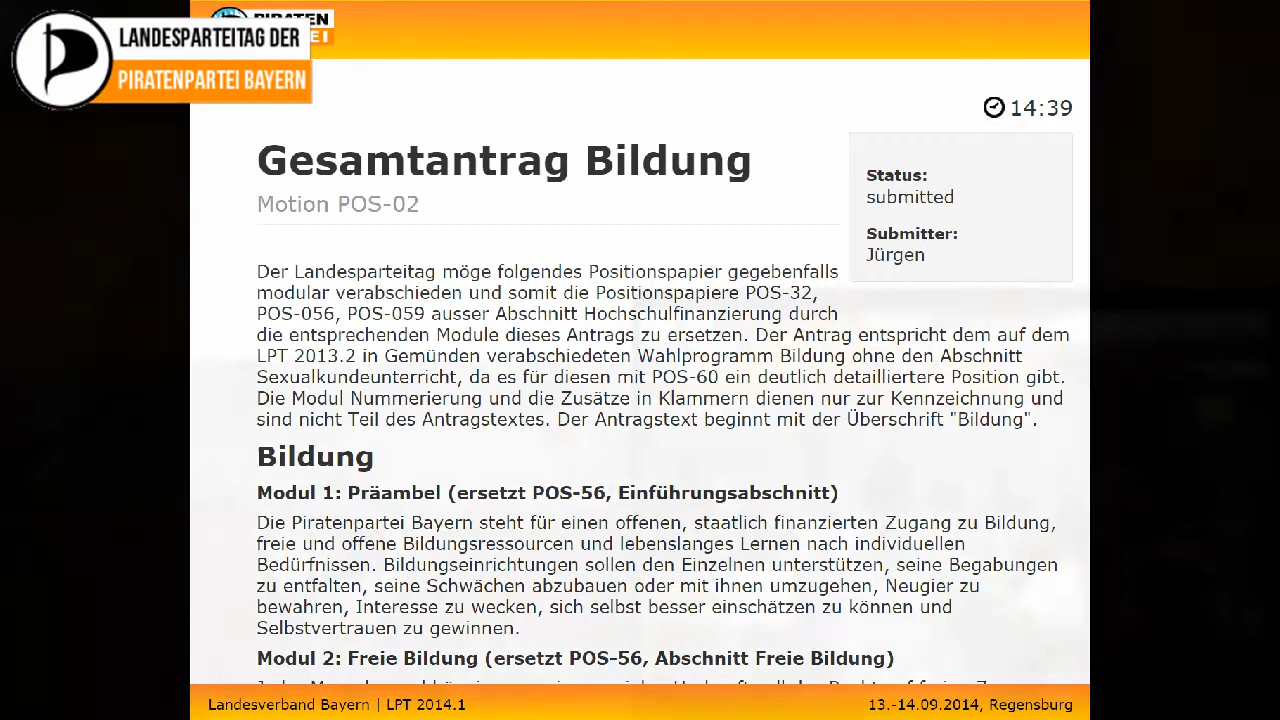 PIRATEN
LANDESPARTEITAG DER
PIRATENPARTEI BAYERN
14:39
Gesamtantrag Bildung
Motion POS-02
Status:
submitted
Submitter:
Jürgen
Der Landesparteitag möge folgendes Positionspapier gegebenfalls
modular verabschieden und somit die Positionspapiere POS-32,
POS-056, POS-059 ausser Abschnitt Hochschulfinanzierung durch
die entsprechenden Module dieses Antrags zu ersetzen. Der Antrag entspricht dem auf dem
LPT 2013.2 in Gemünden verabschiedeten Wahlprogramm Bildung ohne den Abschnitt
Sexualkundeunterricht, da es für diesen mit POS-60 ein deutlich detailliertere Position gibt.
Die Modul Nummerierung und die Zusätze in Klammern dienen nur zur Kennzeichnung und
sind nicht Teil des Antragstextes. Der Antragstext beginnt mit der Überschrift "Bildung".
Bildung
Modul 1: Präambel (ersetzt POS-56, Einführungsabschnitt)
Die Piratenpartei Bayern steht für einen offenen, staatlich finanzierten Zugang zu Bildung,
freie und offene Bildungsressourcen und lebenslanges Lernen nach individuellen
Bedürfnissen. Bildungseinrichtungen sollen den Einzelnen unterstützen, seine Begabungen
zu entfalten, seine Schwächen abzubauen oder mit ihnen umzugehen, Neugier zu
bewahren, Interesse zu wecken, sich selbst besser einschätzen zu können und
Selbstvertrauen zu gewinnen.
Modul 2: Freie Bildung (ersetzt POS-56, Abschnitt Freie Bildung)
Landesverband Bayern | LPT 2014.1
13.-14.09.2014, Regensburg